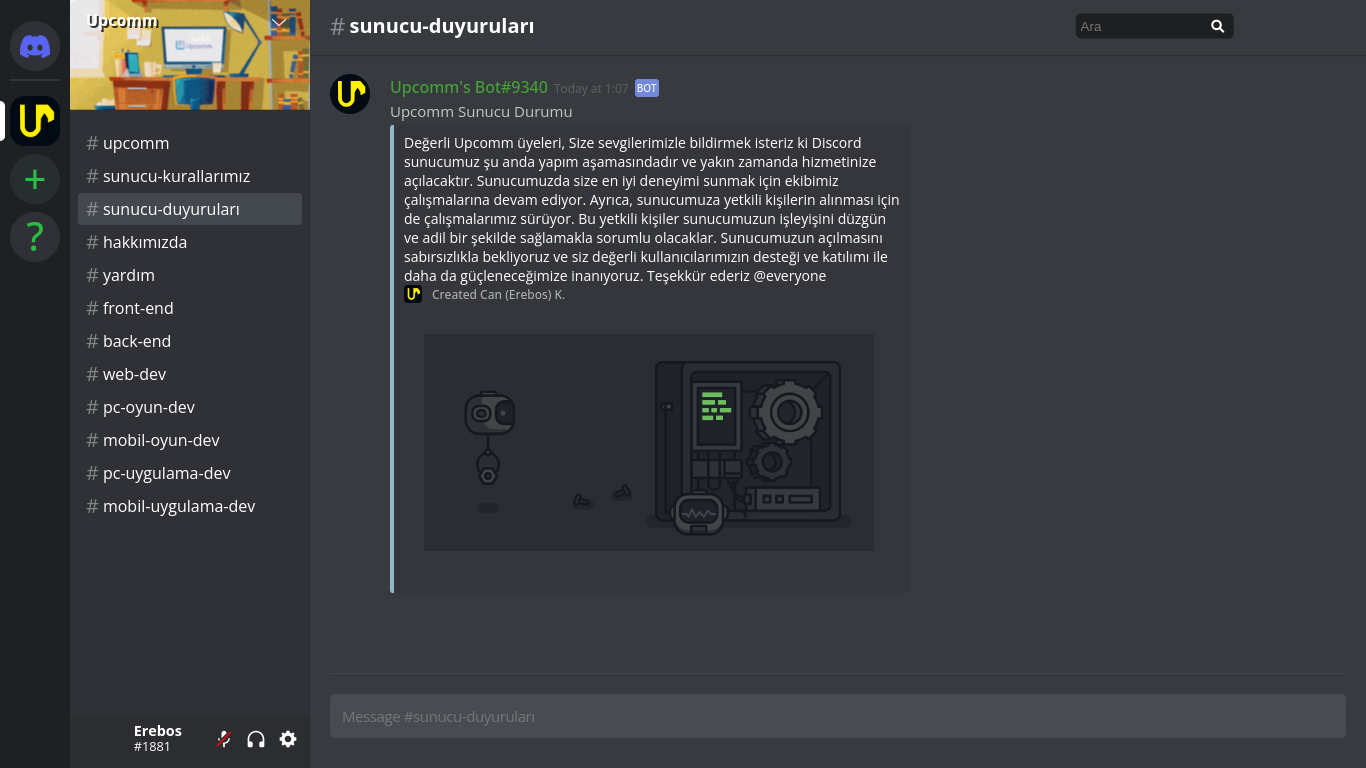 Upcomm
# upcomm
# sunucu-kurallarımız
# sunucu-duyuruları
# hakkımızda
# yardım
# front-end
# back-end
# web-dev
# pc-oyun-dev
# mobil-oyun-dev
# pc-uygulama-dev
# mobil-uygulama-dev
Erebos
#1881
# sunucu-duyuruları
Ara
Upcomm's Bot#9340 Today at 1:07 BOT
Upcomm Sunucu Durumu
Değerli Upcomm üyeleri, Size sevgilerimizle bildirmek isteriz ki Discord
sunucumuz şu anda yapım aşamasındadır ve yakın zamanda hizmetinize
açılacaktır. Sunucumuzda size en iyi deneyimi sunmak için ekibimiz
çalışmalarına devam ediyor. Ayrıca, sunucumuza yetkili kişilerin alınması için
de çalışmalarımız sürüyor. Bu yetkili kişiler sunucumuzun işleyişini düzgün
ve adil bir şekilde sağlamakla sorumlu olacaklar. Sunucumuzun açılmasını
sabırsızlıkla bekliyoruz ve siz değerli kullanıcılarımızın desteği ve katılımı ile
daha da güçleneceğimize inanıyoruz. Teşekkür ederiz @everyone
Created Can (Erebos) K.
Message #sunucu-duyuruları